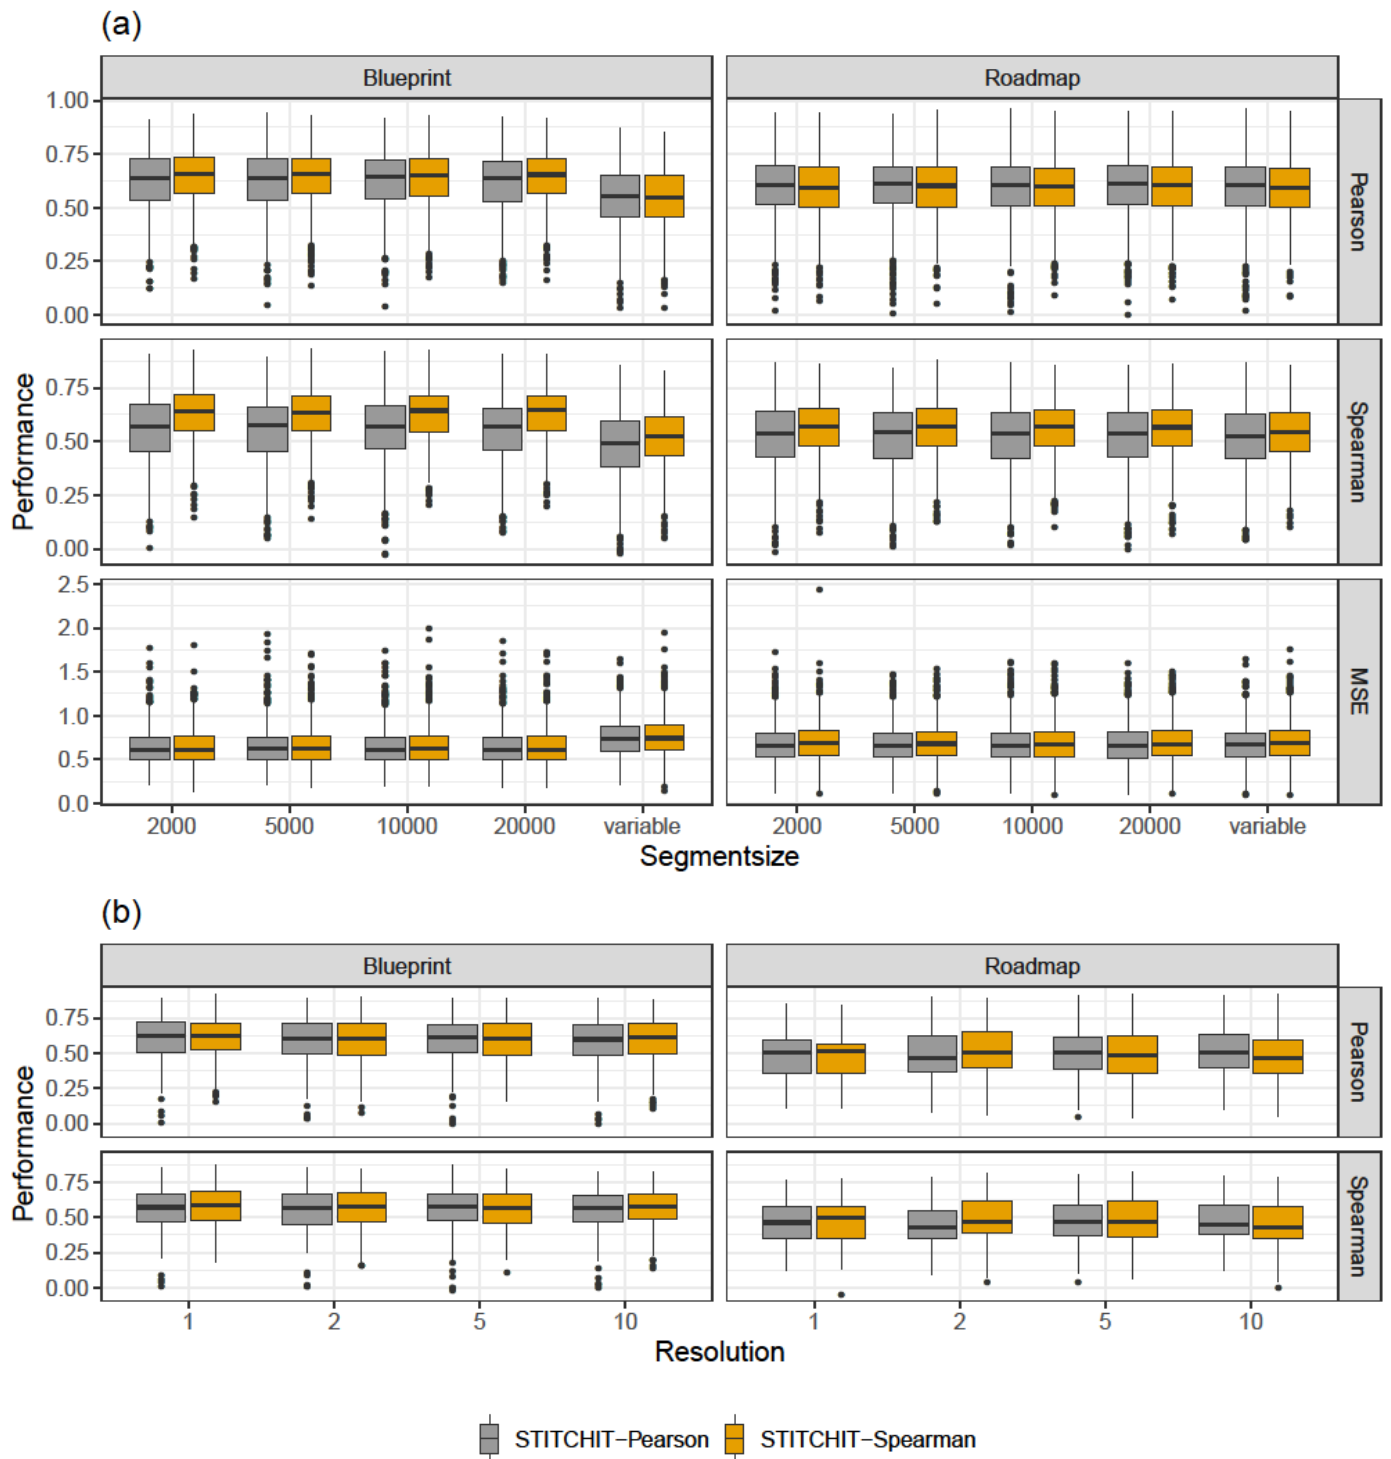 (a)
Blueprint
Roadmap
1.00
0.75
0.50
0.25
0.00
Pearson
0.75
0.50
0.25
0.00
Spearman
Performance
2.5
2.0
1.5
1.0
0.5
0.0
MSE
2000 5000 10000 20000 variable
2000 5000 10000 20000 variable
Segmentsize
(b)
Blueprint
Roadmap
0.75
0.50
0.25
0.00
Pearson
Performance
0.75
0.50
0.25
0.00
Spearman
1 2 5 10
1 2 5 10
Resolution
STITCHIT−Pearson
STITCHIT−Spearman